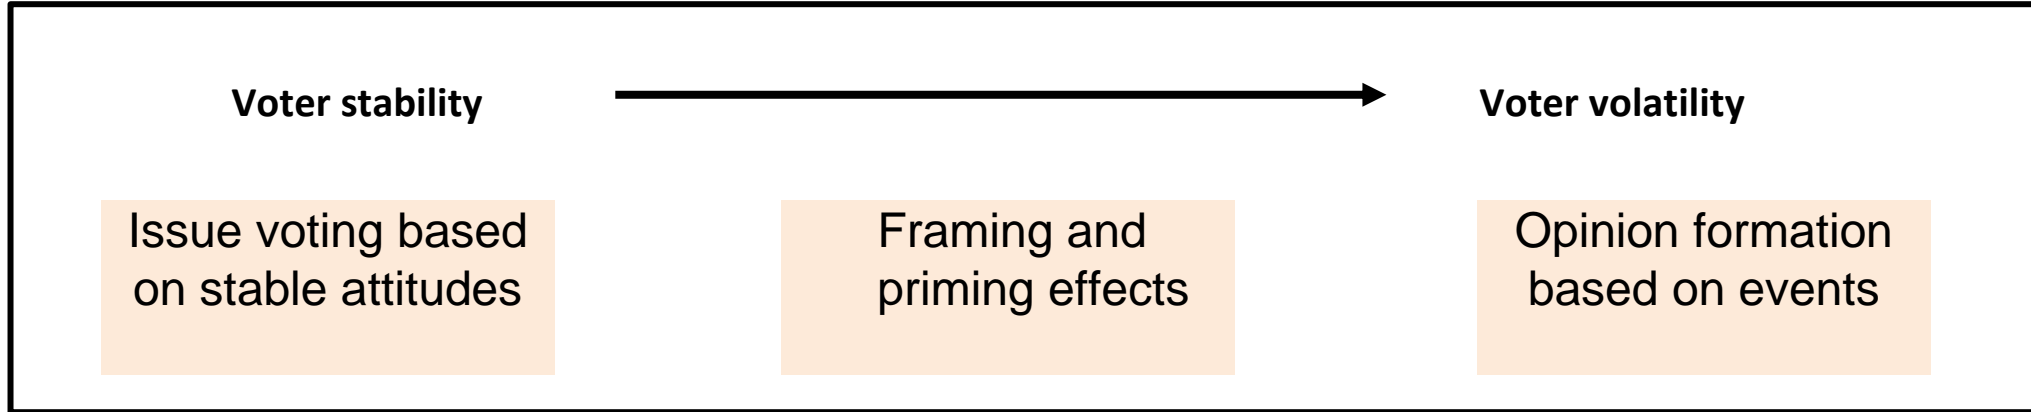 Voter stability
Voter volatility
Issue voting based
on stable attitudes
Framing and
priming effects
Opinion formation
based on events